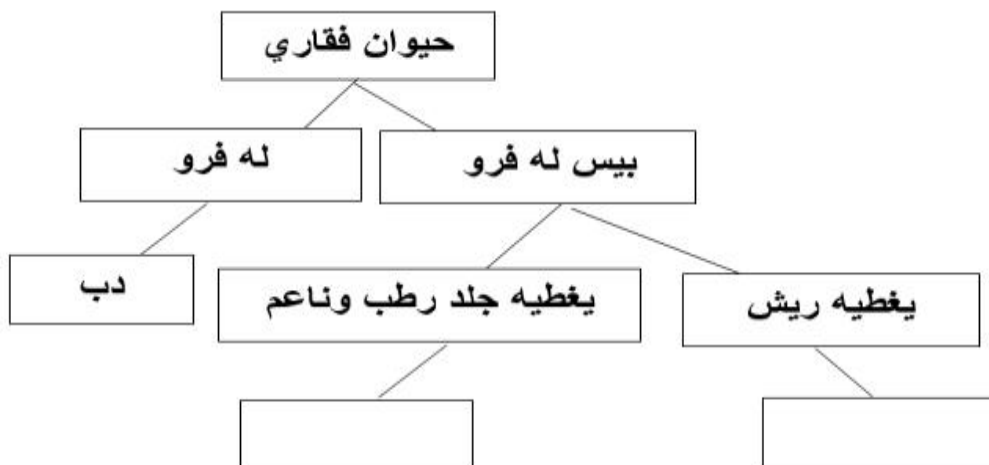 حيوان فقاري
بيس له فرو
له فرو
يغطيه ريش
يغطيه جلد رطب وناعم
دب